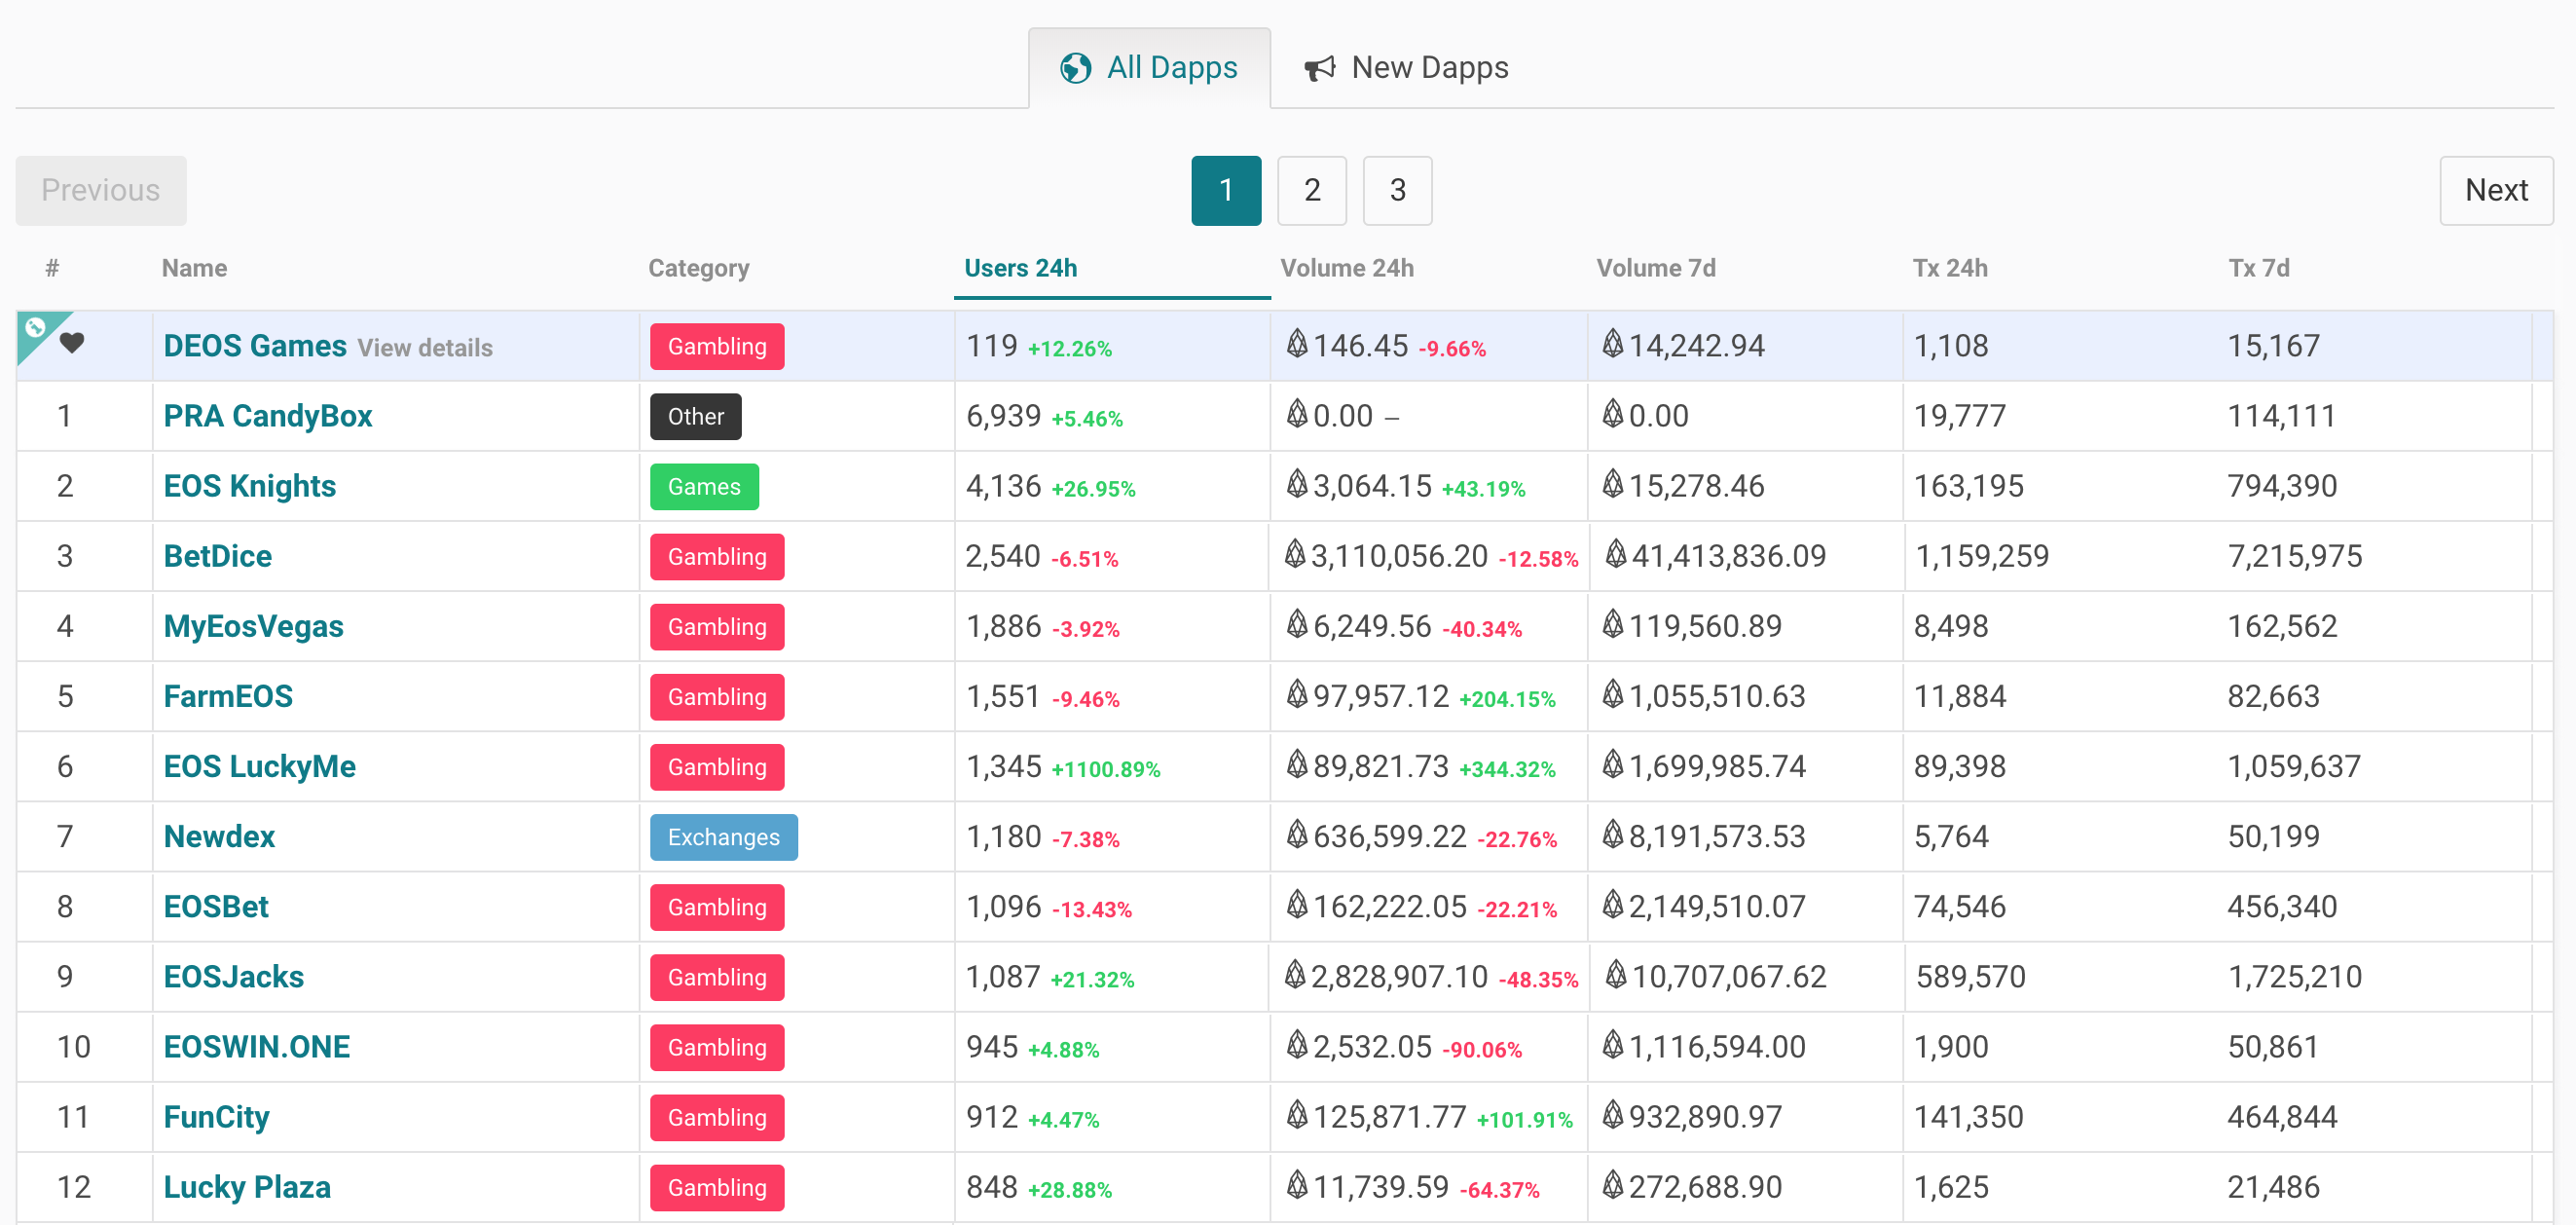 All Dapps New Dapps
Previous 1 2 3 Next
# Name Category Users 24h Volume 24h Volume 7d Tx 24h Tx 7d
DEOS Games View details Gambling 119 +12.26% 146.45 -9.66% 14,242.94 1,108 15,167
1 PRA CandyBox Other 6,939 +5.46% 0.00 – 0.00 19,777 114,111
2 EOS Knights Games 4,136 +26.95% 3,064.15 +43.19% 15,278.46 163,195 794,390
3 BetDice Gambling 2,540 -6.51% 3,110,056.20 -12.58% 41,413,836.09 1,159,259 7,215,975
4 MyEosVegas Gambling 1,886 -3.92% 6,249.56 -40.34% 119,560.89 8,498 162,562
5 FarmEOS Gambling 1,551 -9.46% 97,957.12 +204.15% 1,055,510.63 11,884 82,663
6 EOS LuckyMe Gambling 1,345 +1100.89% 89,821.73 +344.32% 1,699,985.74 89,398 1,059,637
7 Newdex Exchanges 1,180 -7.38% 636,599.22 -22.76% 8,191,573.53 5,764 50,199
8 EOSBet Gambling 1,096 -13.43% 162,222.05 -22.21% 2,149,510.07 74,546 456,340
9 EOSJacks Gambling 1,087 +21.32% 2,828,907.10 -48.35% 10,707,067.62 589,570 1,725,210
10 EOSWIN.ONE Gambling 945 +4.88% 2,532.05 -90.06% 1,116,594.00 1,900 50,861
11 FunCity Gambling 912 +4.47% 125,871.77 +101.91% 932,890.97 141,350 464,844
12 Lucky Plaza Gambling 848 +28.88% 11,739.59 -64.37% 272,688.90 1,625 21,486